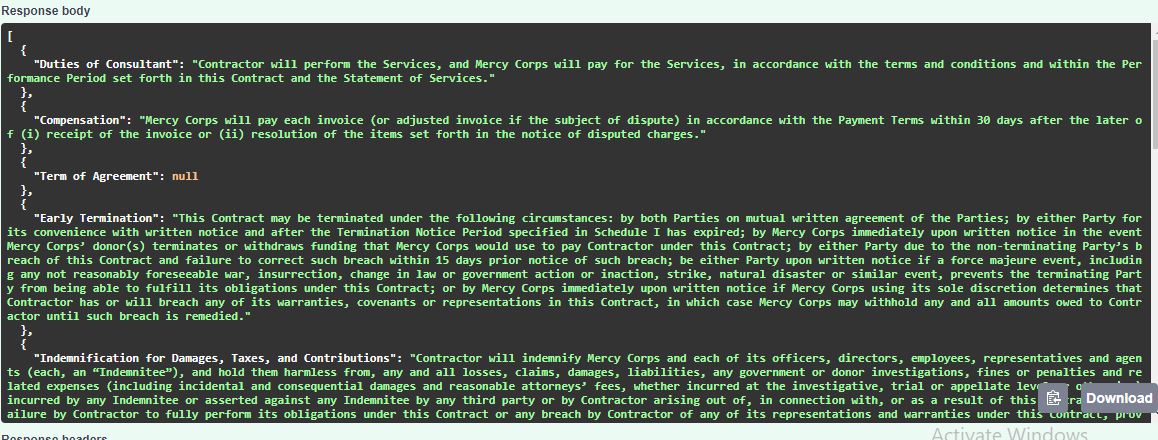 Response body
[
{
"Duties of Consultant": "Contractor will perform the Services, and Mercy Corps will pay for the Services, in accordance with the terms and conditions and within the Per
formance Period set forth in this Contract and the Statement of Services."
},
{
"Compensation": "Mercy Corps will pay each invoice (or adjusted invoice if the subject of dispute) in accordance with the Payment Terms within 30 days after the later o
f (i) receipt of the invoice or (ii) resolution of the items set forth in the notice of disputed charges."
},
{
"Term of Agreement": null
},
{
"Early Termination": "This Contract may be terminated under the following circumstances: by both Parties on mutual written agreement of the Parties; by either Party for
its convenience with written notice and after the Termination Notice Period specified in Schedule I has expired; by Mercy Corps immediately upon written notice in the event
Mercy Corps’ donor(s) terminates or withdraws funding that Mercy Corps would use to pay Contractor under this Contract; by either Party due to the non-terminating Party’s b
reach of this Contract and failure to correct such breach within 15 days prior notice of such breach; be either Party upon written notice if a force majeure event, includin
g any not reasonably foreseeable war, insurrection, change in law or government action or inaction, strike, natural disaster or similar event, prevents the terminating Part
y from being able to fulfill its obligations under this Contract; or by Mercy Corps immediately upon written notice if Mercy Corps using its sole discretion determines that
Contractor has or will breach any of its warranties, covenants or representations in this Contract, in which case Mercy Corps may withhold any and all amounts owed to Contr
actor until such breach is remedied."
},
{
"Indemnification for Damages, Taxes, and Contributions": "Contractor will indemnify Mercy Corps and each of its officers, directors, employees, representatives and agen
ts (each, an “Indemnitee”), and hold them harmless from, any and all losses, claims, damages, liabilities, any government or donor investigations, fines or penalties and re
lated expenses (including incidental and consequential damages and reasonable attorneys’ fees, whether incurred at the investigative, trial or appellate
incurred by any Indemnitee or asserted against any Indemnitee by any third party or by Contractor arising out of, in connection with, or as a result of this
Download
ailure by Contractor to fully perform its obligations under this Contract or any breach by Contractor of any of its representations and warranties under this Contract, prov
Response headers
Activate Windows